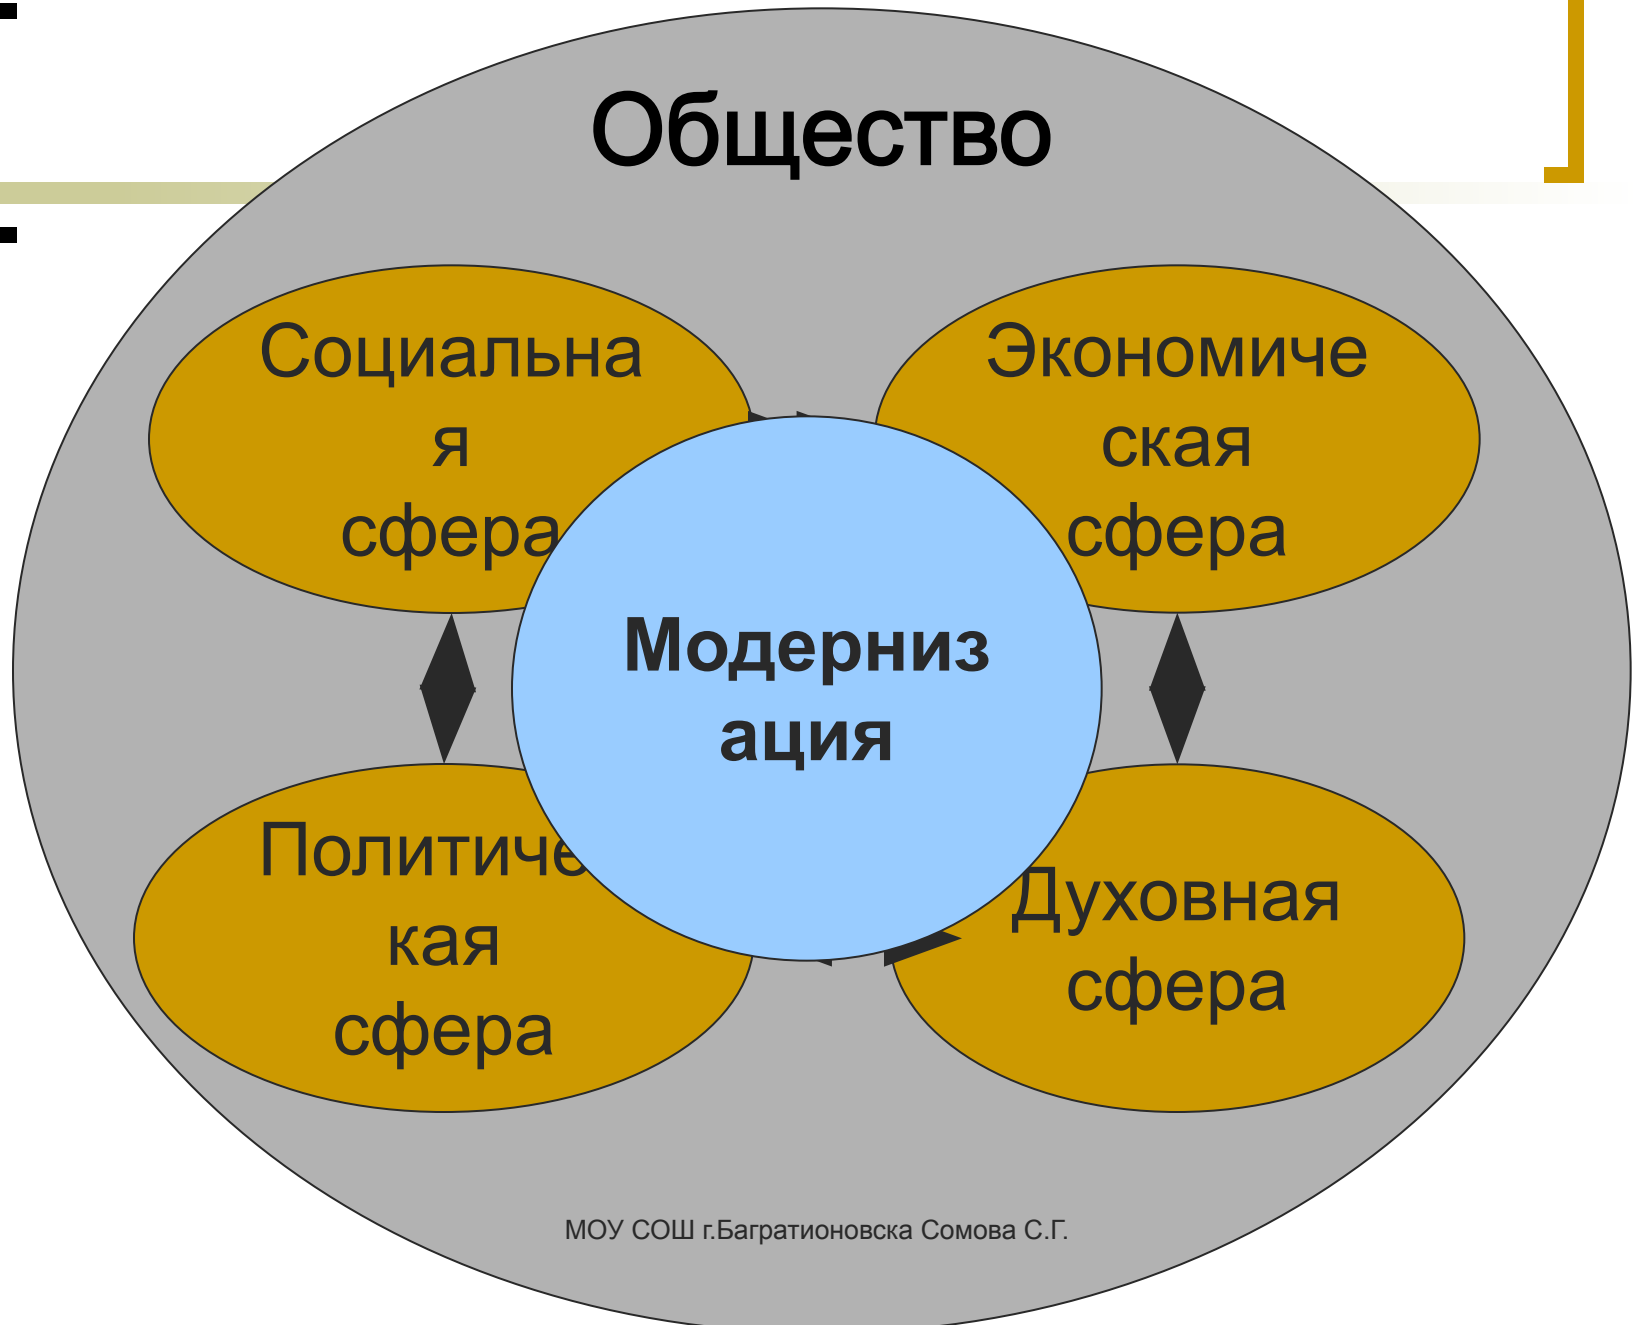 Общество
Социальна
я
сфера
Экономиче
ская
сфера
Модерниз
ация
Политиче
кая
сфера
Духовная
сфера
МОУ СОШ г.Багратионовска Сомова С.Г.